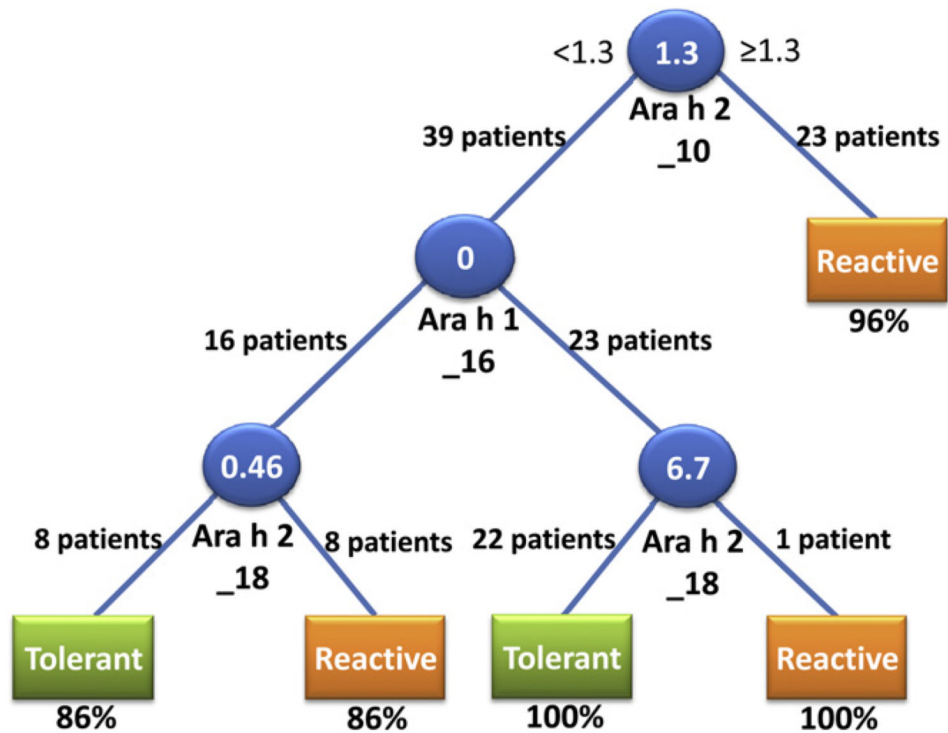 <1.3 1.3 ≥1.3
Ara h 2
_10
39 patients
23 patients
Reactive
96%
0
Ara h 1
_16
16 patients
23 patients
0.46
Ara h 2
_18
8 patients
8 patients
6.7
Ara h 2
_18
22 patients
1 patient
Tolerant
86%
Reactive
86%
Tolerant
100%
Reactive
100%